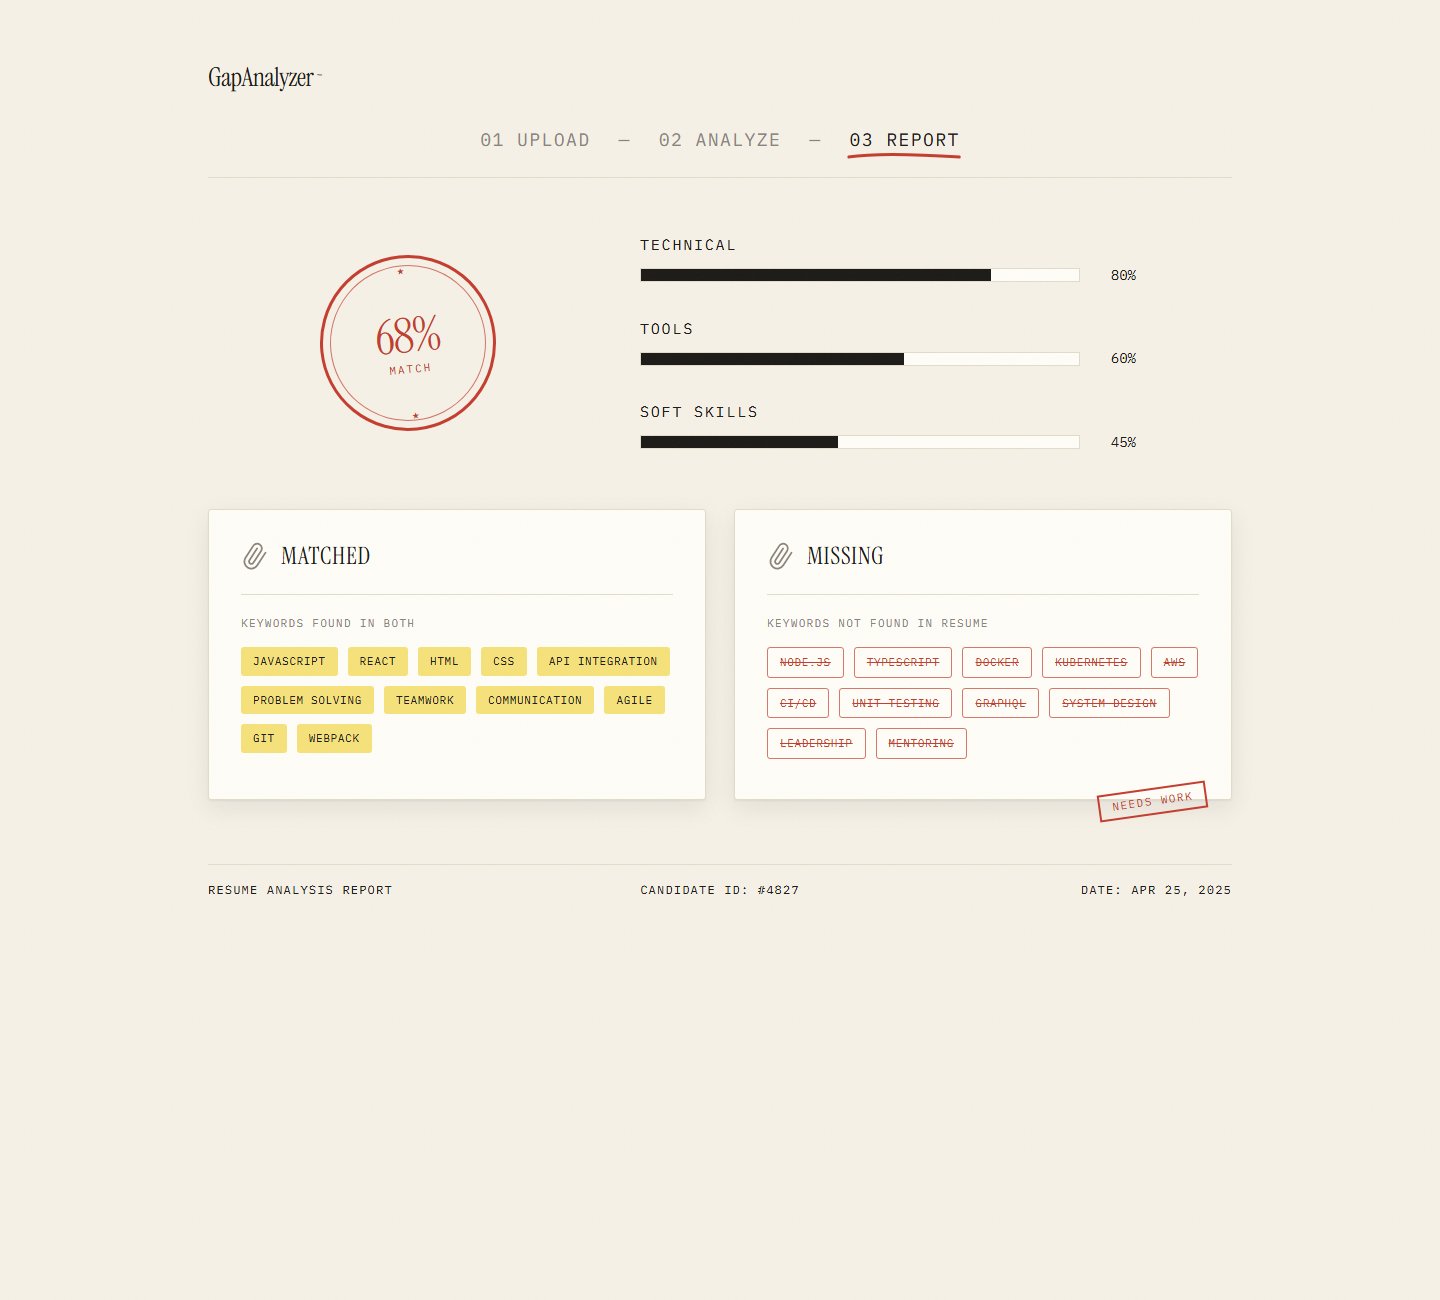 GapAnalyzer™
01 UPLOAD — 02 ANALYZE — 03 REPORT
★
68%
MATCH
★
TECHNICAL
80%
TOOLS
60%
SOFT SKILLS
45%
MATCHED
KEYWORDS FOUND IN BOTH
JAVASCRIPT REACT HTML CSS API INTEGRATION
PROBLEM SOLVING TEAMWORK COMMUNICATION AGILE
GIT WEBPACK
MISSING
KEYWORDS NOT FOUND IN RESUME
NODE.JS TYPESCRIPT DOCKER KUBERNETES AWS
CI/CD UNIT TESTING GRAPHQL SYSTEM DESIGN
LEADERSHIP MENTORING
NEEDS WORK
RESUME ANALYSIS REPORT CANDIDATE ID: #4827 DATE: APR 25, 2025